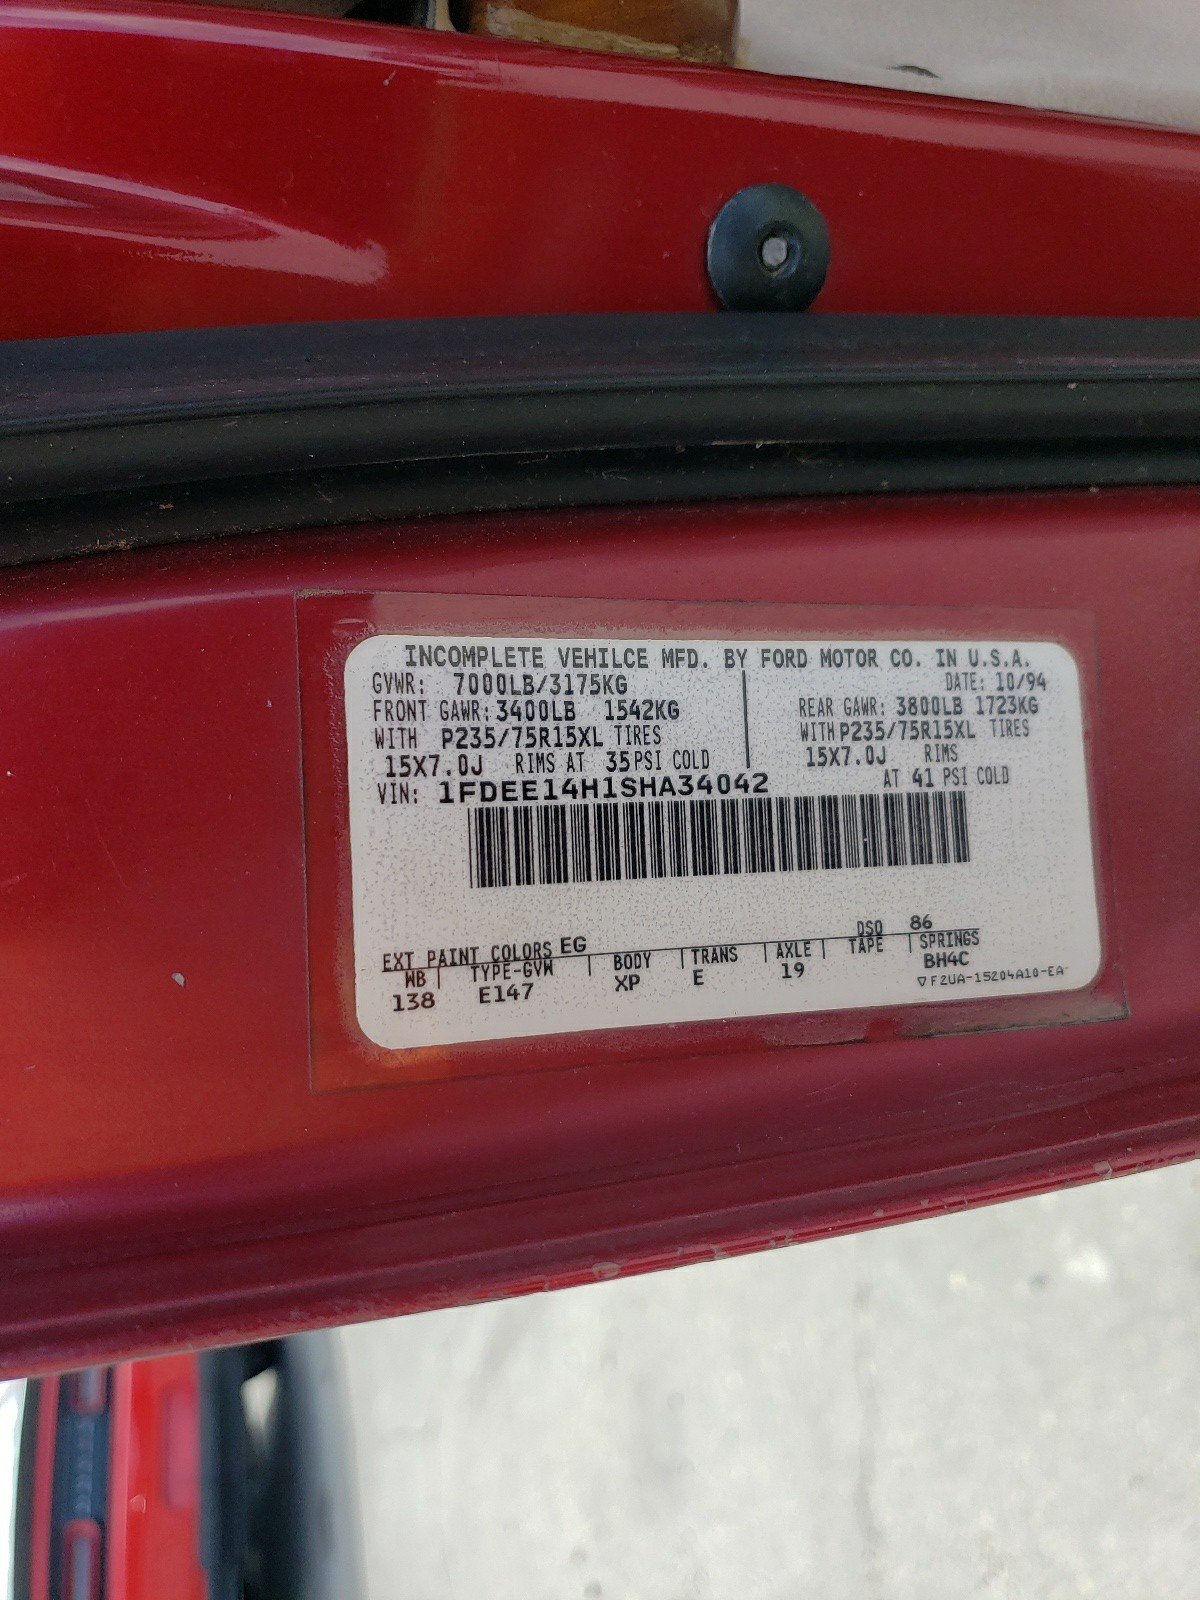 INCOMPLETE VEHILCE MFD. BY FORD MOTOR CO. IN U.S.A.
GVWR: 7000LB/3175KG DATE: 10/94
FRONT GAWR: 3400LB 1542KG REAR GAWR: 3800LB 1723KG
WITH P235/75R15XL TIRES WITH P235/75R15XL TIRES
15X7.0J RIMS AT 35 PSI COLD 15X7.0J RIMS
VIN: 1FDEE14H1SHA34042 AT 41 PSI COLD
DSO 86
EXT PAINT COLORS EG
WB | TYPE-GVW | BODY | TRANS | AXLE | TAPE | SPRINGS
138 E147 XP E 19 BH4C
▽F2UA-15204A10-EA